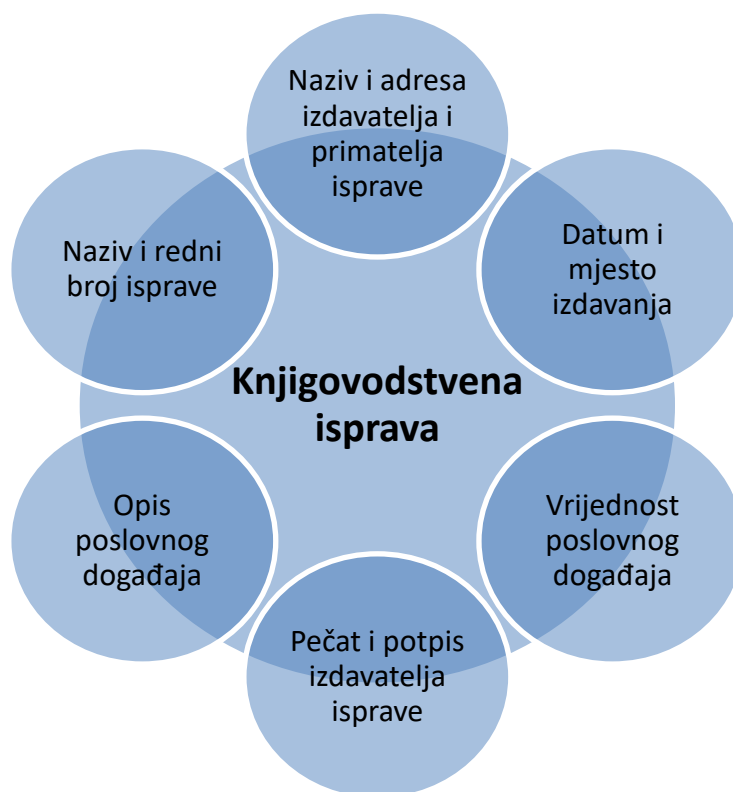 Naziv i adresa
izdavatelja i
primatelja
isprave
Naziv i redni
broj isprave
Datum i
mjesto
izdavanja
Knjigovodstvena
isprava
Opis
poslovnog
događaja
Vrijednost
poslovnog
događaja
Pečat i potpis
izdavatelja
isprave